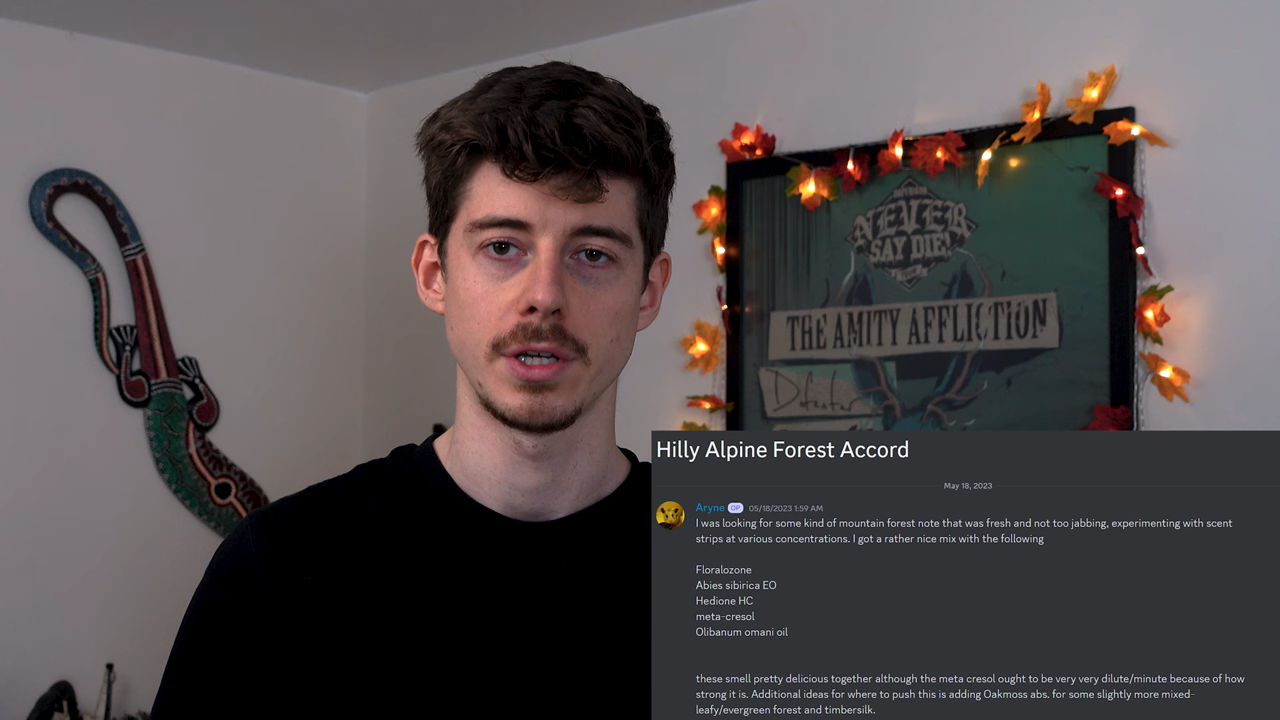 NEVER
SAY DIE!
THE AMITY AFFLICTION
Defeater
Hilly Alpine Forest Accord
May 18, 2023
Aryne OP 05/18/2023 1:59 AM
I was looking for some kind of mountain forest note that was fresh and not too jabbing, experimenting with scent
strips at various concentrations. I got a rather nice mix with the following
Floralozone
Abies sibirica EO
Hedione HC
meta-cresol
Olibanum omani oil
these smell pretty delicious together although the meta cresol ought to be very very dilute/minute because of how
strong it is. Additional ideas for where to push this is adding Oakmoss abs. for some slightly more mixed-
leafy/evergreen forest and timbersilk.